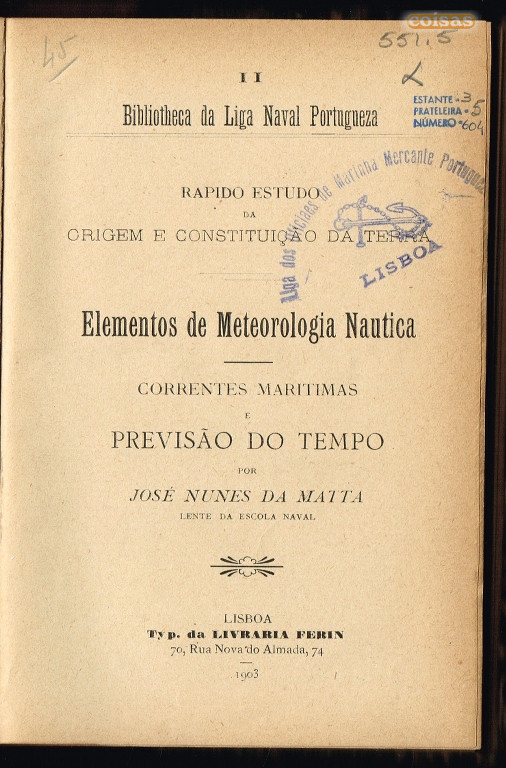 coisas
45
551.5
L
II
ESTANTE 3
PRATELEIRA 5
NÚMERO 604
Bibliotheca da Liga Naval Portugueza
Liga dos Officiaes de Marinha Mercante Portugueza
LISBOA
RAPIDO ESTUDO
DA
ORIGEM E CONSTITUIÇÃO DA TERRA
Elementos de Meteorologia Nautica
CORRENTES MARITIMAS
E
PREVISÃO DO TEMPO
POR
JOSÉ NUNES DA MATTA
LENTE DA ESCOLA NAVAL
LISBOA
Typ. da LIVRARIA FERIN
70, Rua Nova do Almada, 74
1903